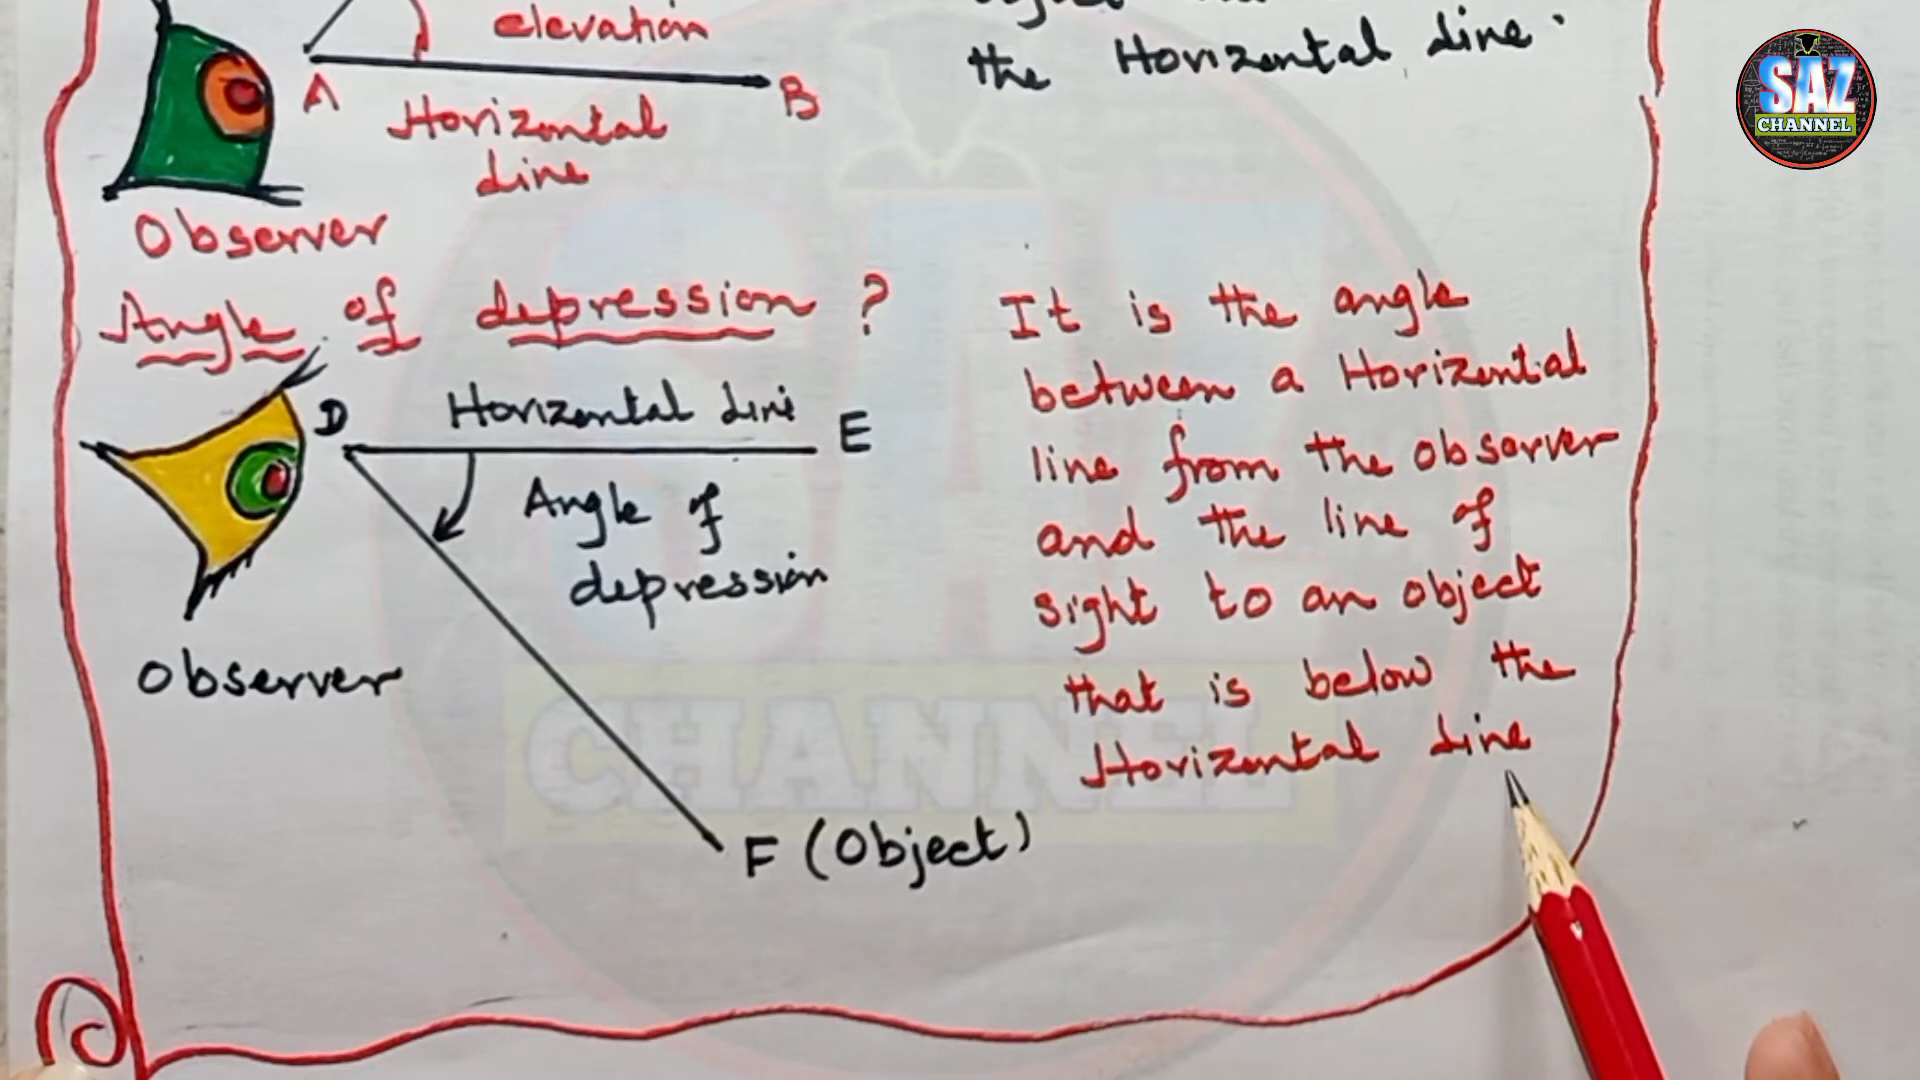 elevation
the Horizontal line.
A
B
Horizontal
line
Observer
Angle of depression ?
It is the angle
between a Horizontal
line from the observer
and the line of
sight to an object
that is below the
Horizontal line
D
Horizontal line
E
Angle of
depression
Observer
F (Object)
SAZ
CHANNEL
SAZ
CHANNEL